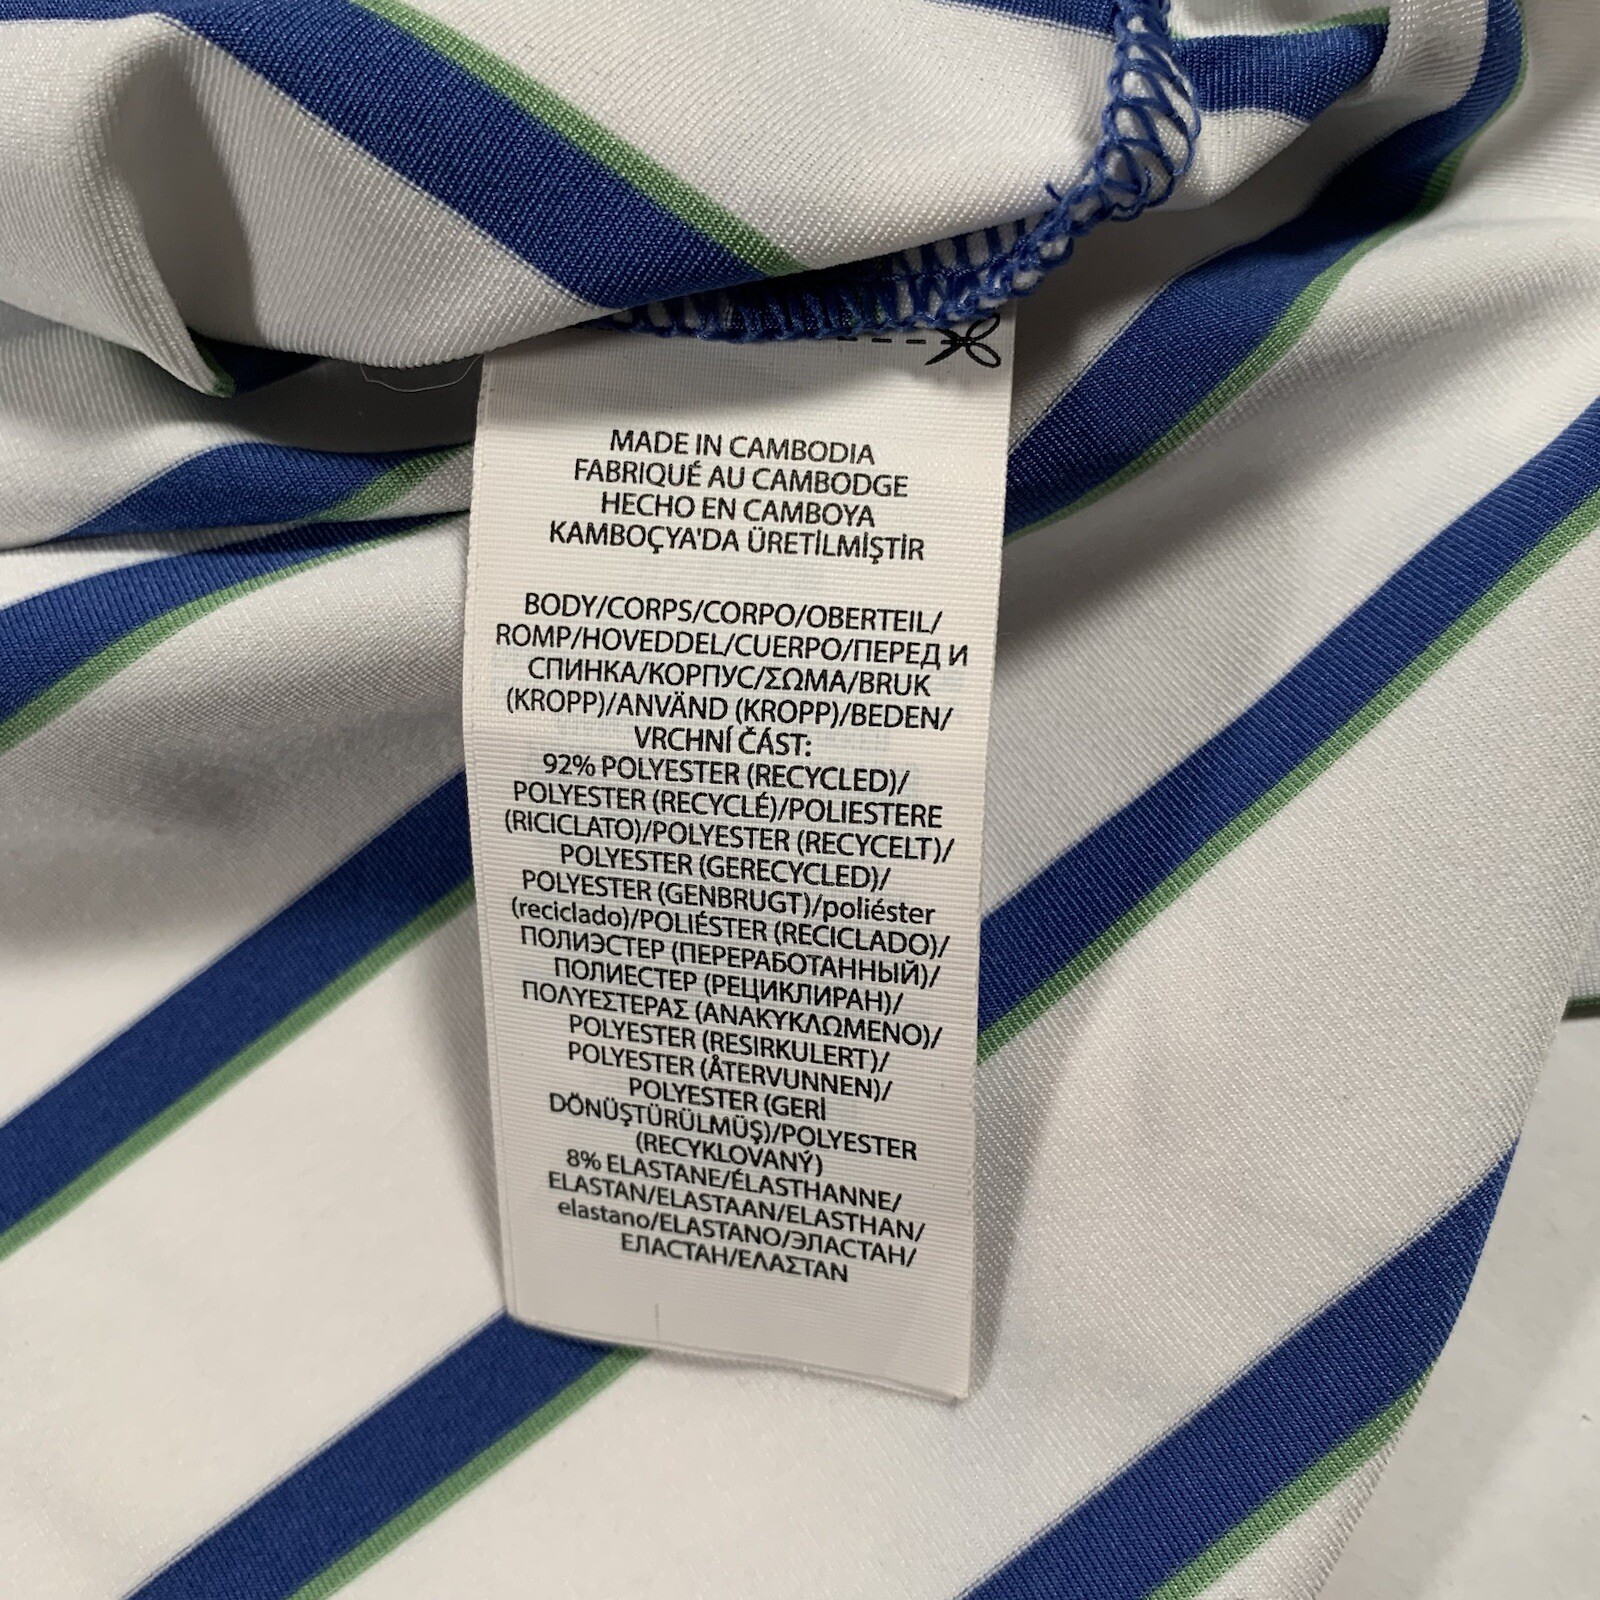 MADE IN CAMBODIA
FABRIQUÉ AU CAMBODGE
HECHO EN CAMBOYA
KAMBOÇYA'DA ÜRETİLMİŞTİR
BODY/CORPS/CORPO/OBERTEIL/
ROMP/HOVEDDEL/CUERPO/ПЕРЕД И
СПИНКА/КОРПУС/ΣΩΜΑ/BRUK
(KROPP)/ANVÄND (KROPP)/BEDEN/
VRCHNÍ ČÁST:
92% POLYESTER (RECYCLED)/
POLYESTER (RECYCLÉ)/POLIESTERE
(RICICLATO)/POLYESTER (RECYCELT)/
POLYESTER (GERECYCLED)/
POLYESTER (GENBRUGT)/poliéster
(reciclado)/POLIÉSTER (RECICLADO)/
ПОЛИЭСТЕР (ПЕРЕРАБОТАННЫЙ)/
ПОЛИЕСТЕР (РЕЦИКЛИРАН)/
ΠΟΛΥΕΣΤΕΡΑΣ (ΑΝΑΚΥΚΛΩΜΕΝΟ)/
POLYESTER (RESIRKULERT)/
POLYESTER (ÅTERVUNNEN)/
POLYESTER (GERİ
DÖNÜŞTÜRÜLMÜŞ)/POLYESTER
(RECYKLOVANÝ)
8% ELASTANE/ÉLASTHANNE/
ELASTAN/ELASTAAN/ELASTHAN/
elastano/ELASTANO/ЭЛАСТАН/
ЕЛАСТАН/ΕΛΑΣΤΑΝ